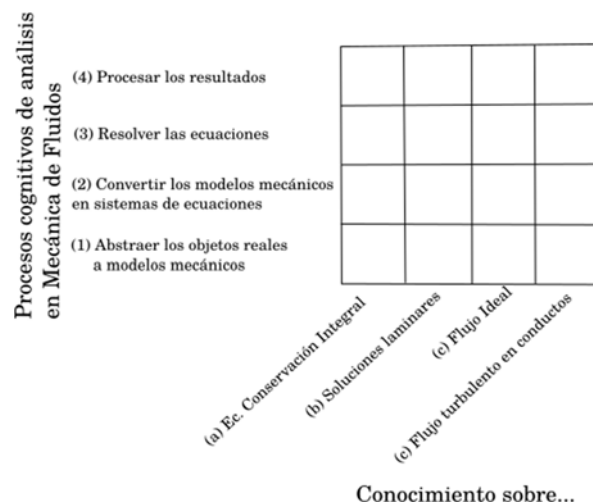 Procesos cognitivos de análisis
en Mecánica de Fluidos
(4) Procesar los resultados
(3) Resolver las ecuaciones
(2) Convertir los modelos mecánicos
en sistemas de ecuaciones
(1) Abstraer los objetos reales
a modelos mecánicos
(a) Ec. Conservación Integral
(b) Soluciones laminares
(c) Flujo Ideal
(c) Flujo turbulento en conductos
Conocimiento sobre...